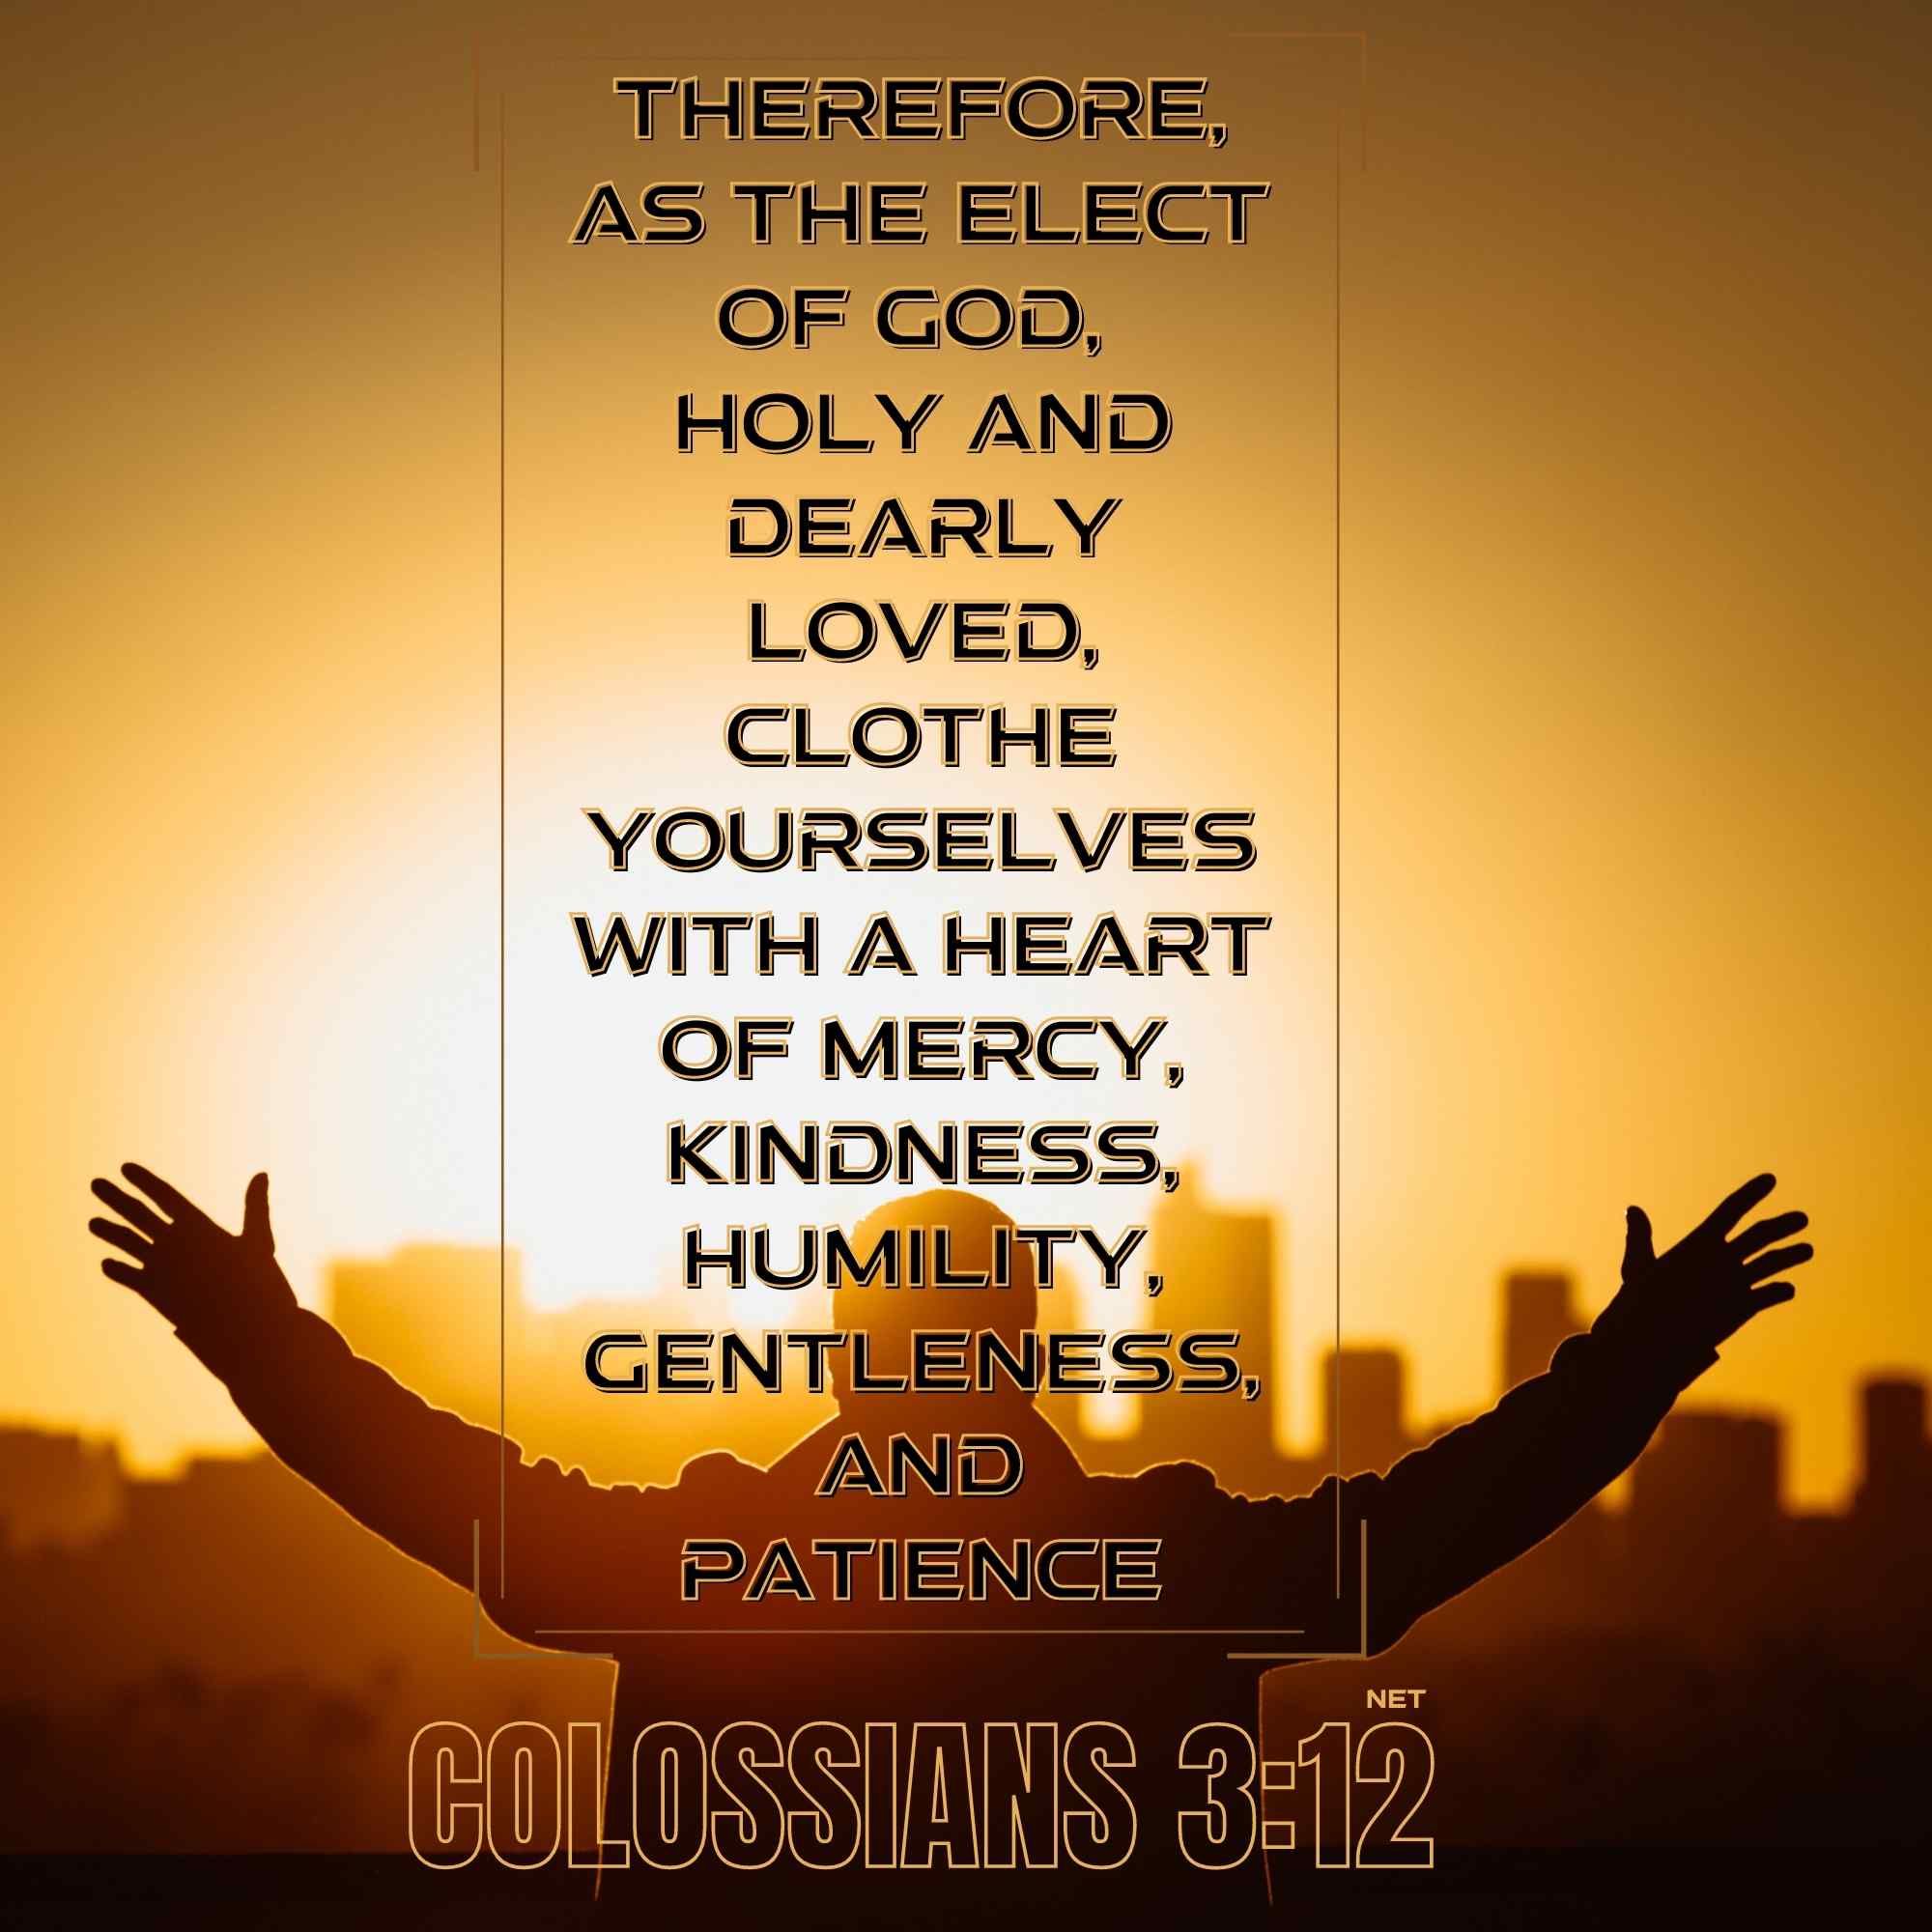 THEREFORE,
AS THE ELECT
OF GOD,
HOLY AND
DEARLY
LOVED,
CLOTHE
YOURSELVES
WITH A HEART
OF MERCY,
KINDNESS,
HUMILITY,
GENTLENESS,
AND
PATIENCE
NET
COLOSSIANS 3:12